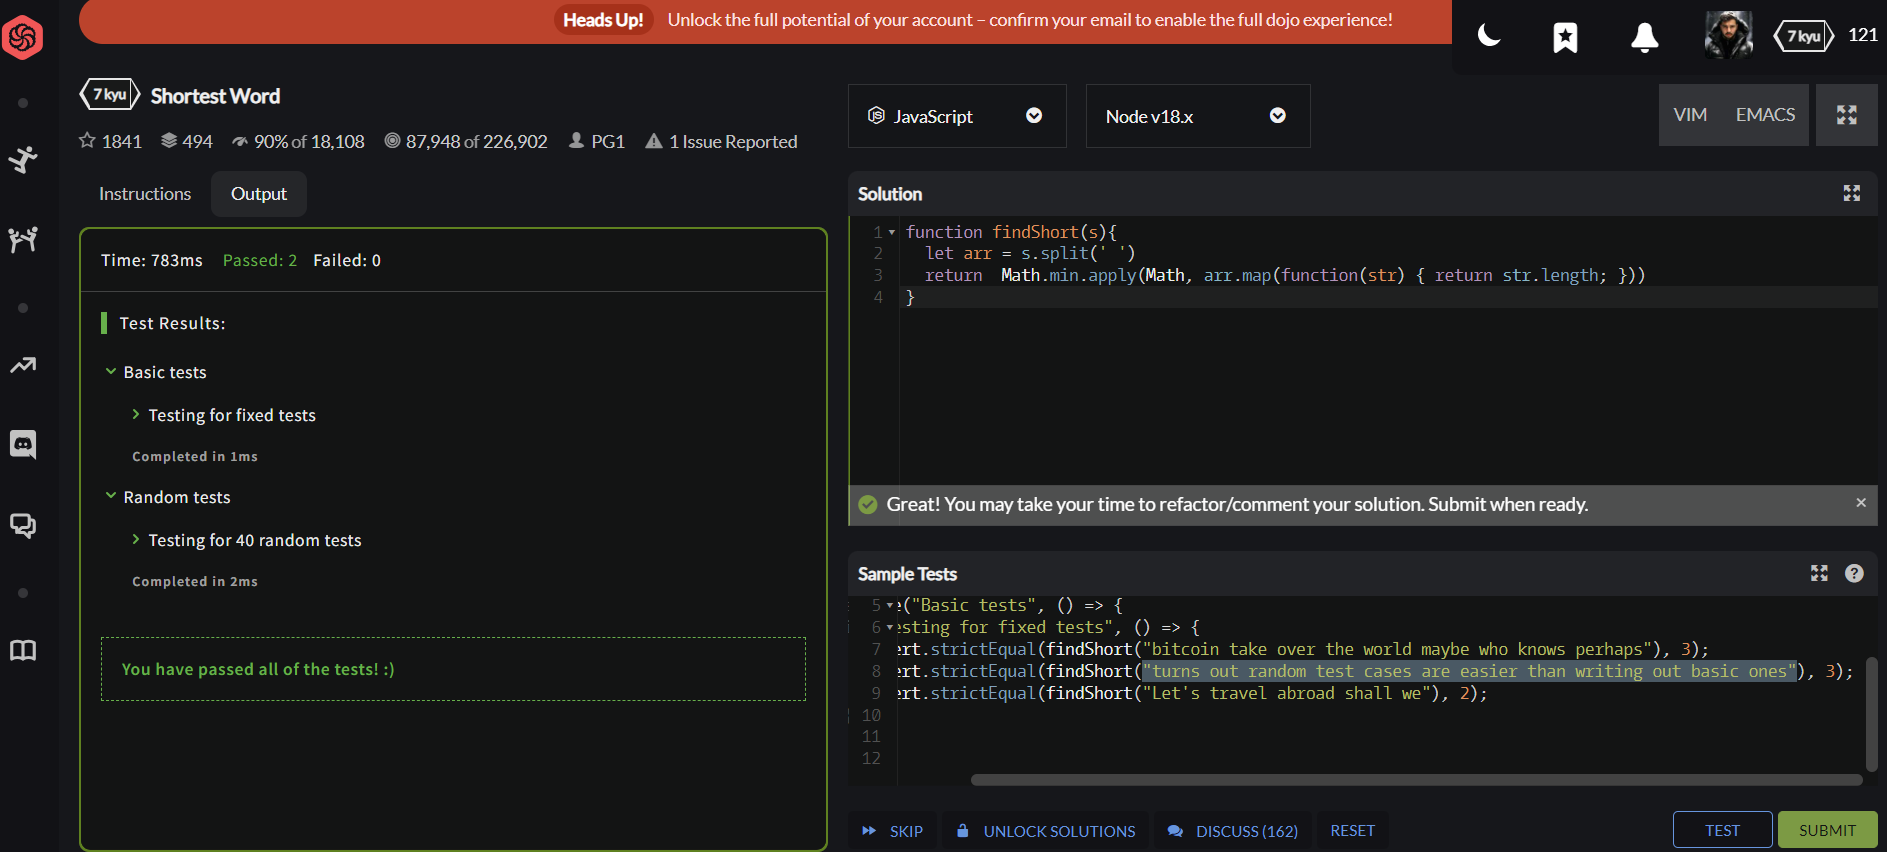 Heads Up! Unlock the full potential of your account – confirm your email to enable the full dojo experience!
7 kyu 121
7 kyu Shortest Word
1841 494 90% of 18,108 87,948 of 226,902 PG1 1 Issue Reported
Instructions Output
Time: 783ms Passed: 2 Failed: 0
Test Results:
Basic tests
Testing for fixed tests
Completed in 1ms
Random tests
Testing for 40 random tests
Completed in 2ms
You have passed all of the tests! :)
JavaScript Node v18.x VIM EMACS
Solution
1 function findShort(s){
2 let arr = s.split(' ')
3 return  Math.min.apply(Math, arr.map(function(str) { return str.length; }))
4 }
Great! You may take your time to refactor/comment your solution. Submit when ready.
Sample Tests
5 e("Basic tests", () => {
6 esting for fixed tests", () => {
7 ert.strictEqual(findShort("bitcoin take over the world maybe who knows perhaps"), 3);
8 ert.strictEqual(findShort("turns out random test cases are easier than writing out basic ones"), 3);
9 ert.strictEqual(findShort("Let's travel abroad shall we"), 2);
10
11
12
SKIP UNLOCK SOLUTIONS DISCUSS (162) RESET TEST SUBMIT